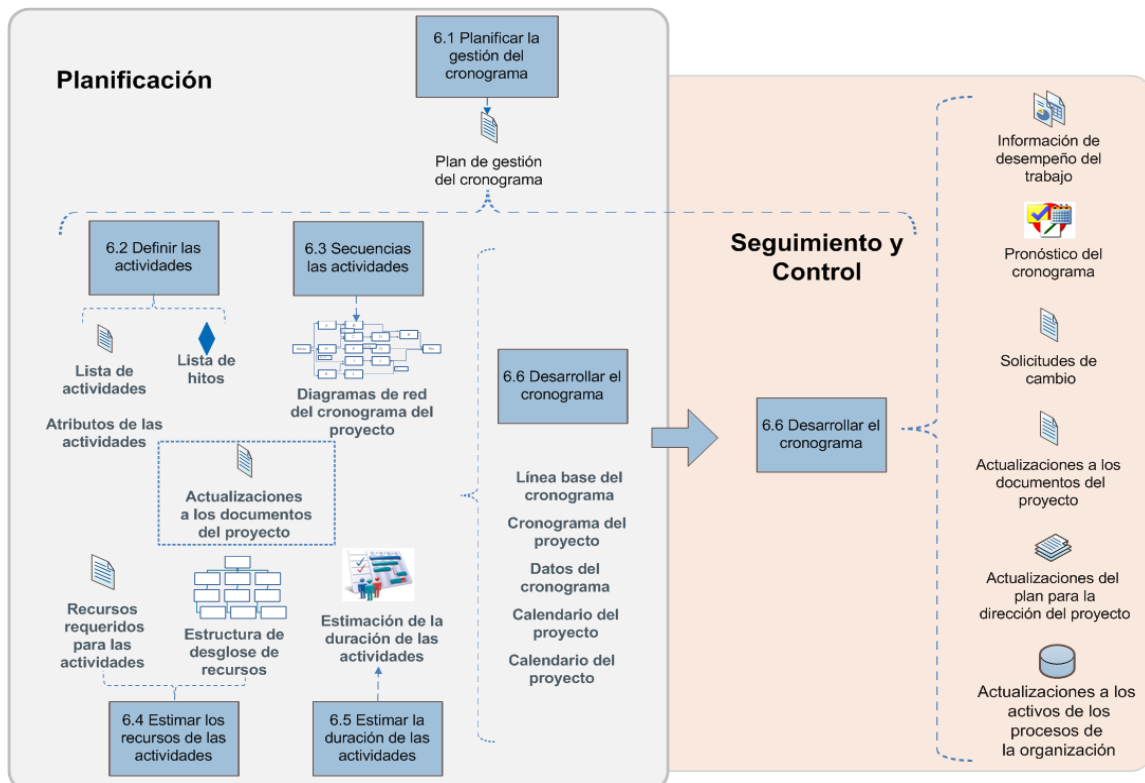 6.1 Planificar la
gestión del
cronograma
Planificación
Plan de gestión
del cronograma
6.2 Definir las
actividades
6.3 Secuencias
las actividades
Lista de
actividades
Lista de
hitos
Atributos de las
actividades
Diagramas de red
del cronograma del
proyecto
Actualizaciones
a los documentos
del proyecto
Recursos
requeridos
para las
actividades
Estructura de
desglose de
recursos
Estimación de la
duración de las
actividades
6.4 Estimar los
recursos de las
actividades
6.5 Estimar la
duración de las
actividades
6.6 Desarrollar el
cronograma
Línea base del
cronograma
Cronograma del
proyecto
Datos del
cronograma
Calendario del
proyecto
Calendario del
proyecto
Seguimiento y
Control
6.6 Desarrollar el
cronograma
Información de
desempeño del
trabajo
Pronóstico del
cronograma
Solicitudes de
cambio
Actualizaciones a los
documentos del
proyecto
Actualizaciones del
plan para la
dirección del proyecto
Actualizaciones a los
activos de los
procesos de
la organización